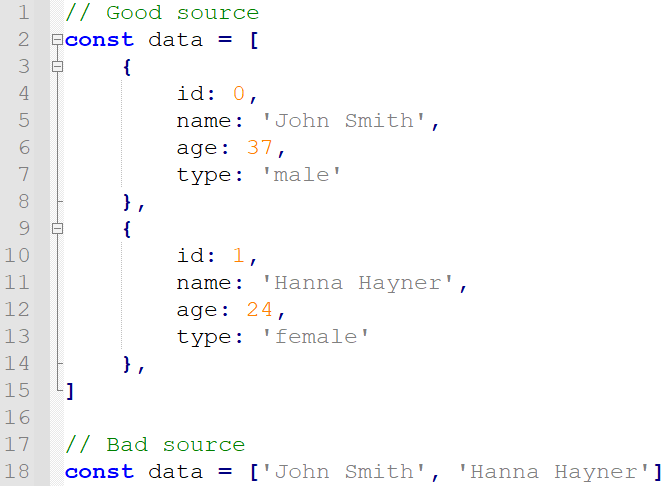 1 // Good source
2 const data = [
3 {
4 id: 0,
5 name: 'John Smith',
6 age: 37,
7 type: 'male'
8 },
9 {
10 id: 1,
11 name: 'Hanna Hayner',
12 age: 24,
13 type: 'female'
14 },
15 ]
16
17 // Bad source
18 const data = ['John Smith', 'Hanna Hayner']